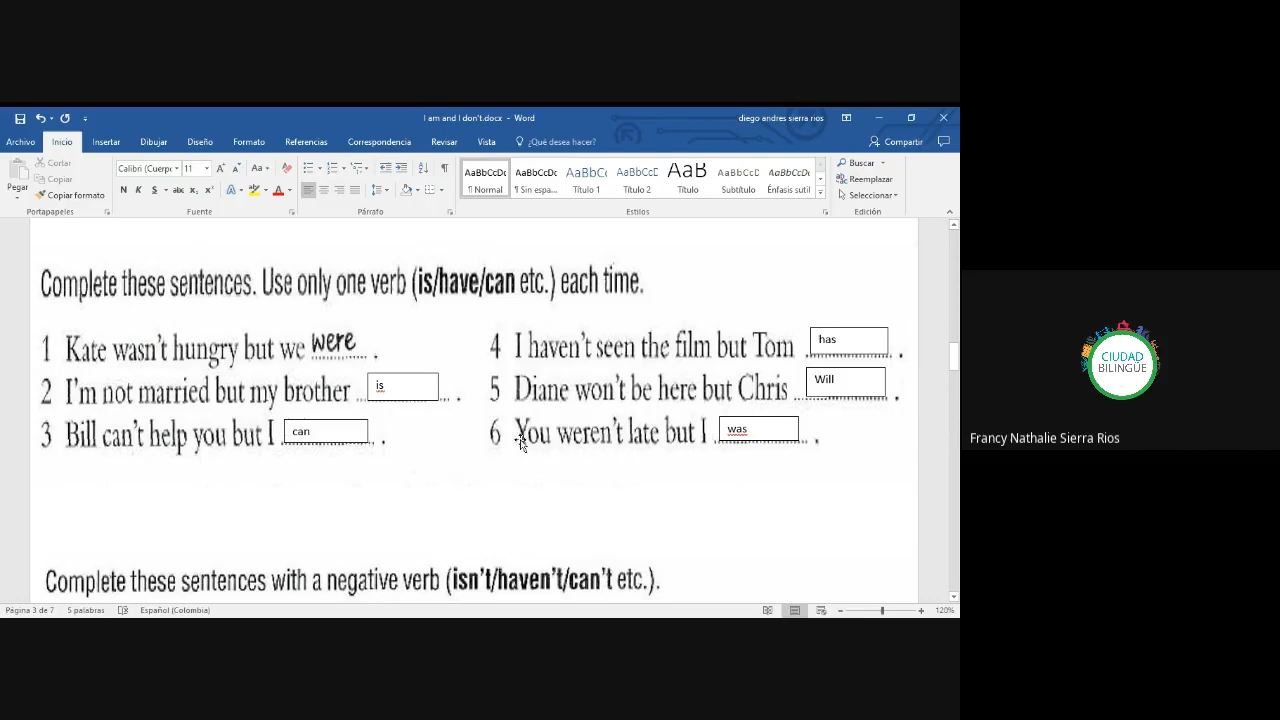 I am and I don't.docx - Word
diego andres sierra rios
Archivo Inicio Insertar Dibujar Diseño Formato Referencias Correspondencia Revisar Vista ¿Qué desea hacer? Compartir
Pegar
Cortar
Copiar
Copiar formato
Portapapeles
Calibri (Cuerpo 11
N K S abc x₂ x²
Fuente
Párrafo
AaBbCcDc AaBbCcDc AaBbCc AaBbCcD AaB AaBbCcD AaBbCcDc
¶ Normal ¶ Sin espa... Título 1 Título 2 Título Subtítulo Énfasis sutil
Estilos
Buscar
Reemplazar
Seleccionar
Edición
Complete these sentences. Use only one verb (is/have/can etc.) each time.
1 Kate wasn't hungry but we were .
2 I'm not married but my brother is .
3 Bill can't help you but I can .
4 I haven't seen the film but Tom has .
5 Diane won't be here but Chris Will .
6 You weren't late but I was .
Complete these sentences with a negative verb (isn't/haven't/can't etc.).
Página 3 de 7 5 palabras Español (Colombia) 120%
CIUDAD
BILINGÜE
Francy Nathalie Sierra Rios